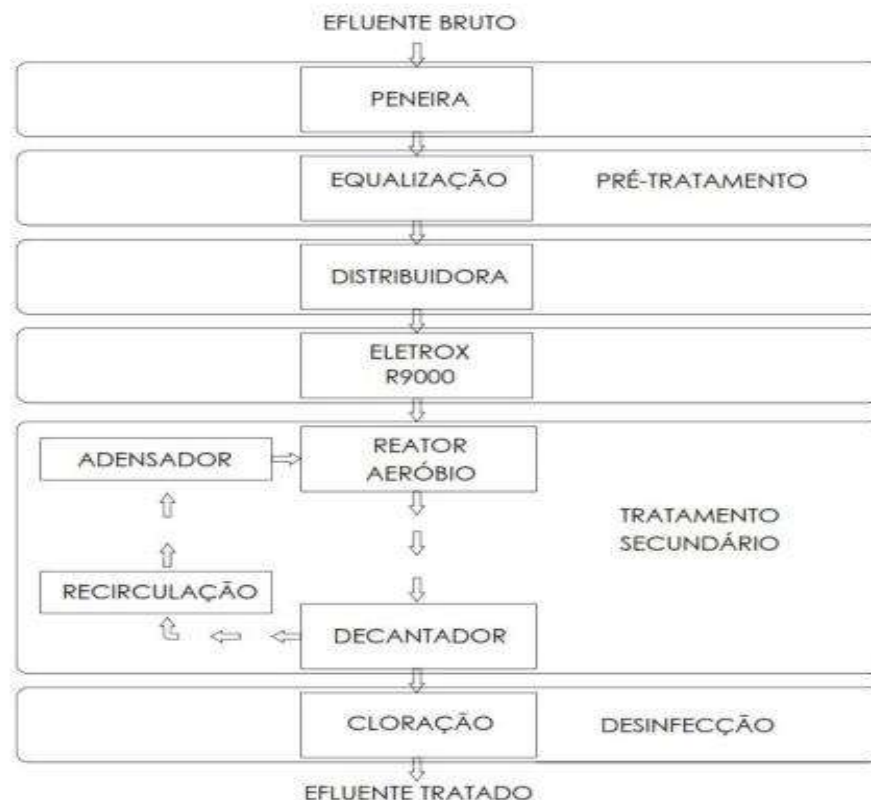 EFLUENTE BRUTO
PENEIRA
EQUALIZAÇÃO
PRÉ-TRATAMENTO
DISTRIBUIDORA
ELETROX
R9000
ADENSADOR
REATOR
AERÓBIO
TRATAMENTO
SECUNDÁRIO
RECIRCULAÇÃO
DECANTADOR
CLORAÇÃO
DESINFECÇÃO
EFLUENTE TRATADO